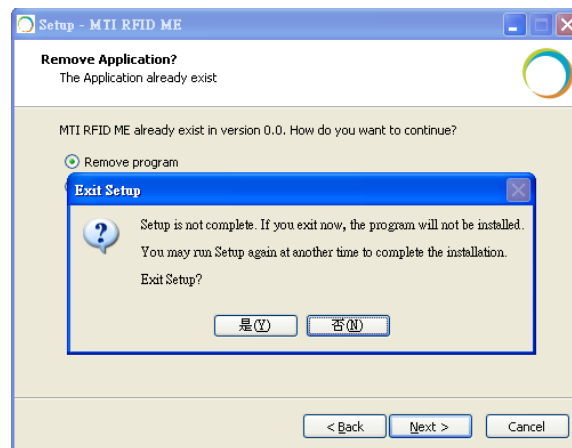 Setup - MTI RFID ME
Remove Application?
The Application already exist
MTI RFID ME already exist in version 0.0. How do you want to continue?
Remove program
Exit Setup
Setup is not complete. If you exit now, the program will not be installed.
You may run Setup again at another time to complete the installation.
Exit Setup?
是(Y)
否(N)
< Back
Next >
Cancel